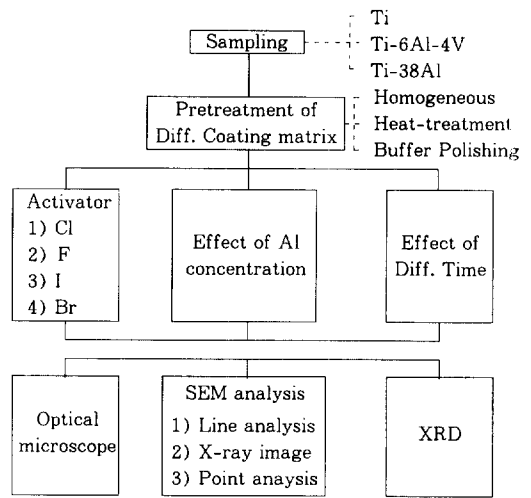 Sampling
Ti
Ti-6Al-4V
Ti-38Al
Pretreatment of
Diff. Coating matrix
Homogeneous
Heat-treatment
Buffer Polishing
Activator
1) Cl
2) F
3) I
4) Br
Effect of Al
concentration
Effect of
Diff. Time
Optical
microscope
SEM analysis
1) Line analysis
2) X-ray image
3) Point anaysis
XRD